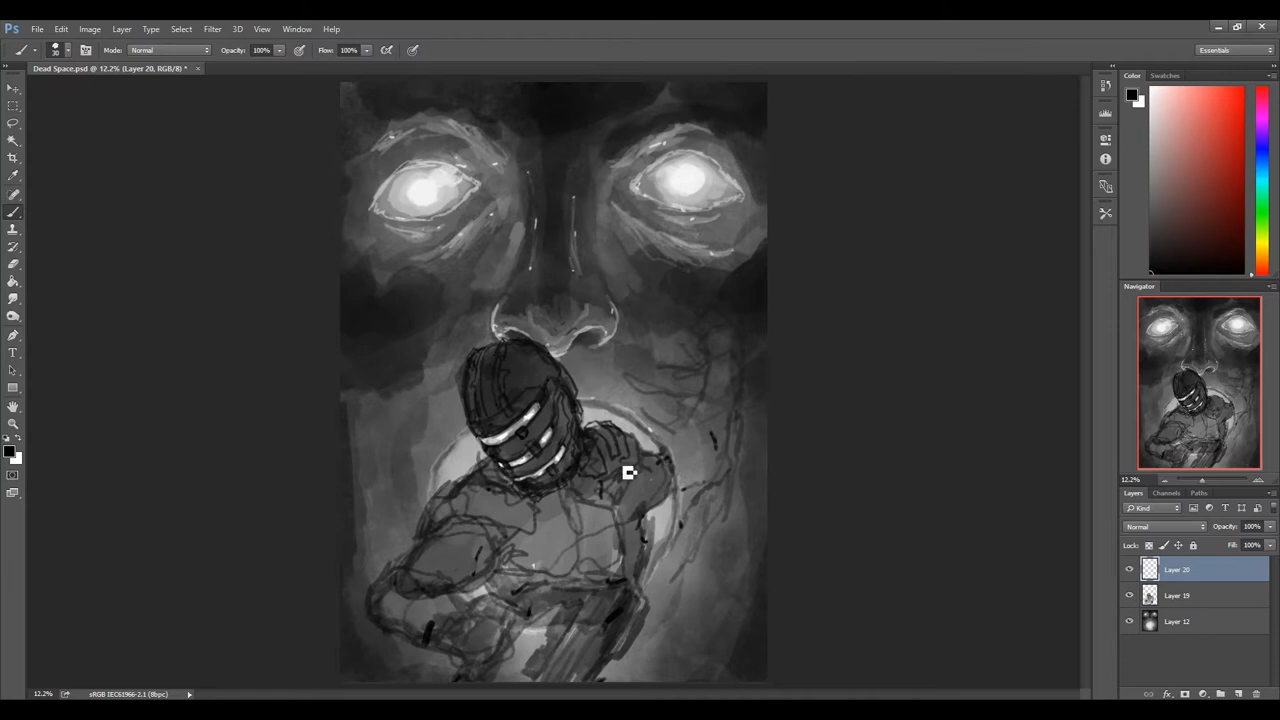 Ps File Edit Image Layer Type Select Filter 3D View Window Help
30 Mode: Normal Opacity: 100% Flow: 100% Essentials
Dead Space.psd @ 12.2% (Layer 20, RGB/8) * ×
Color Swatches
Navigator
12.2%
Layers Channels Paths
Kind
Normal Opacity: 100%
Lock: Fill: 100%
Layer 20
Layer 19
Layer 12
12.2% sRGB IEC61966-2.1 (8bpc)